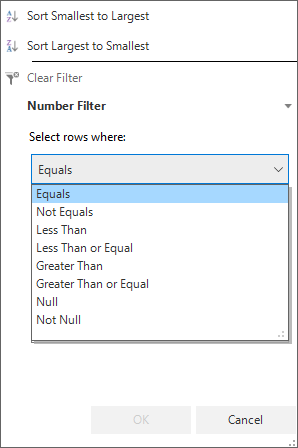 Sort Smallest to Largest
Sort Largest to Smallest
Clear Filter
Number Filter
Select rows where:
Equals
Equals
Not Equals
Less Than
Less Than or Equal
Greater Than
Greater Than or Equal
Null
Not Null
OK Cancel